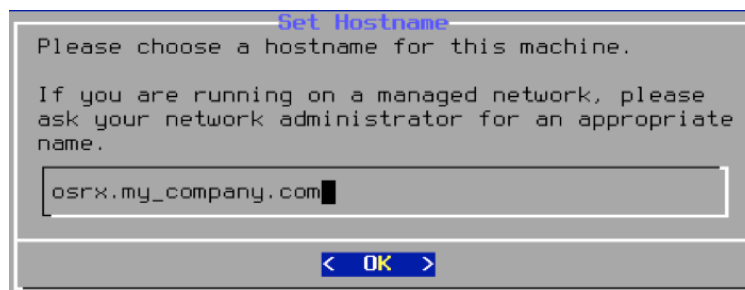 Set Hostname
Please choose a hostname for this machine.
If you are running on a managed network, please
ask your network administrator for an appropriate
name.
osrx.my_company.com
< OK >